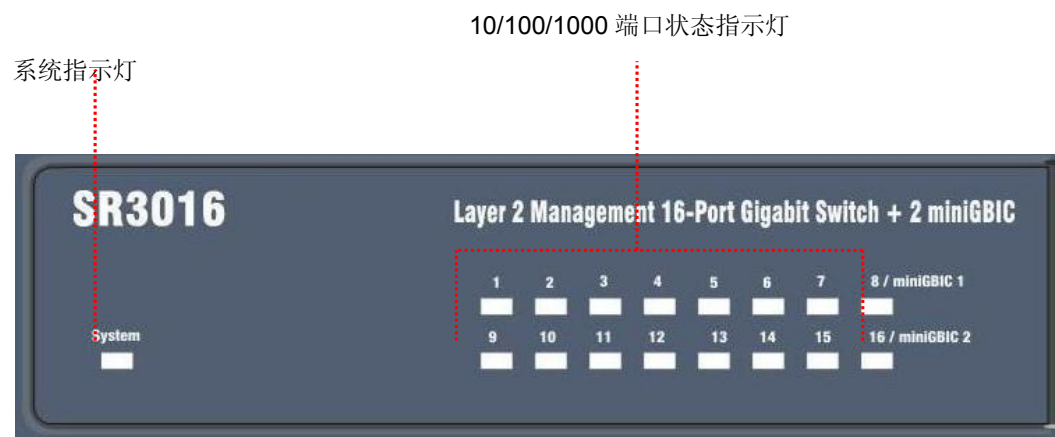 10/100/1000 端口状态指示灯
系统指示灯
SR3016
Layer 2 Management 16-Port Gigabit Switch + 2 miniGBIC
1 2 3 4 5 6 7 8 / miniGBIC 1
System
9 10 11 12 13 14 15 16 / miniGBIC 2